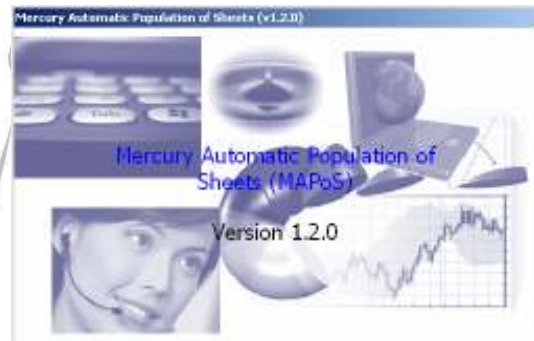 Mercury Automatic Population of Sheets (v1.2.0)
Mercury Automatic Population of
Sheets (MAPoS)
Version 1.2.0